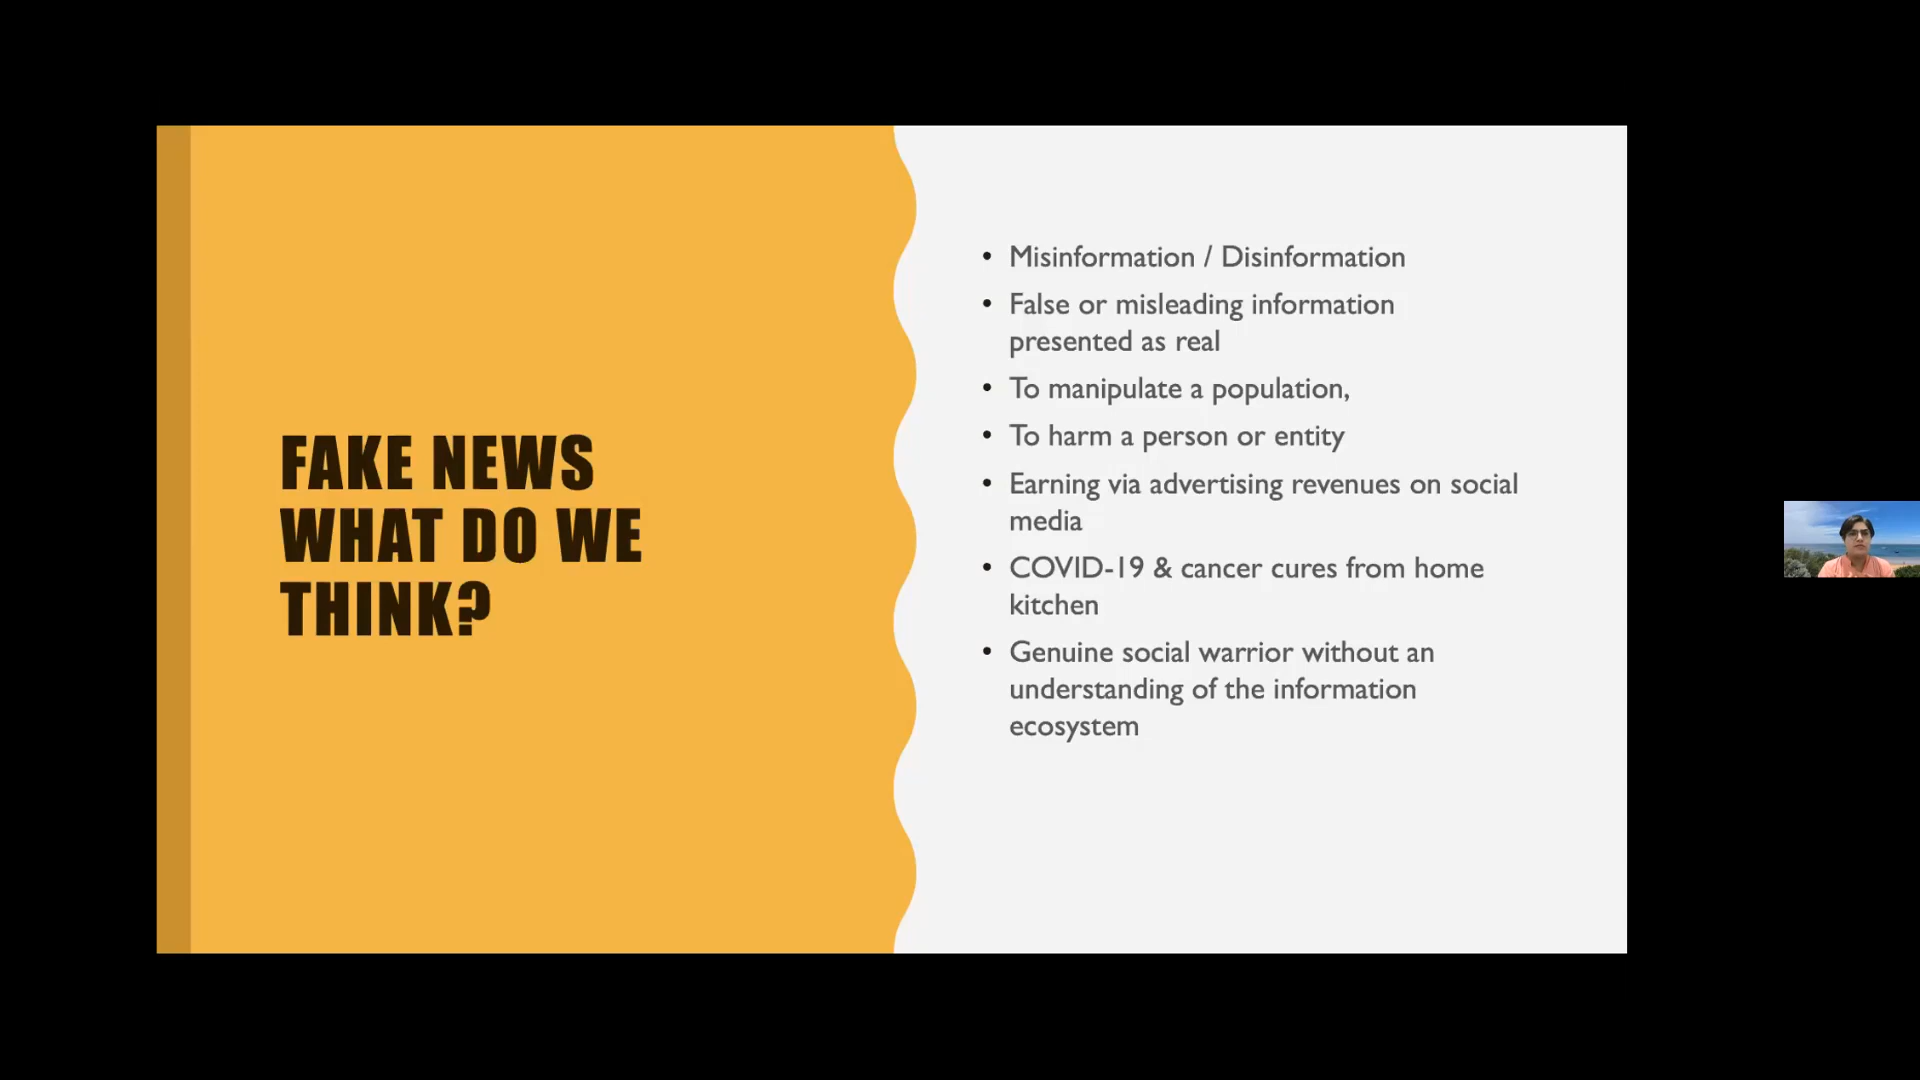 FAKE NEWS
WHAT DO WE
THINK?
• Misinformation / Disinformation
• False or misleading information
presented as real
• To manipulate a population,
• To harm a person or entity
• Earning via advertising revenues on social
media
• COVID-19 & cancer cures from home
kitchen
• Genuine social warrior without an
understanding of the information
ecosystem